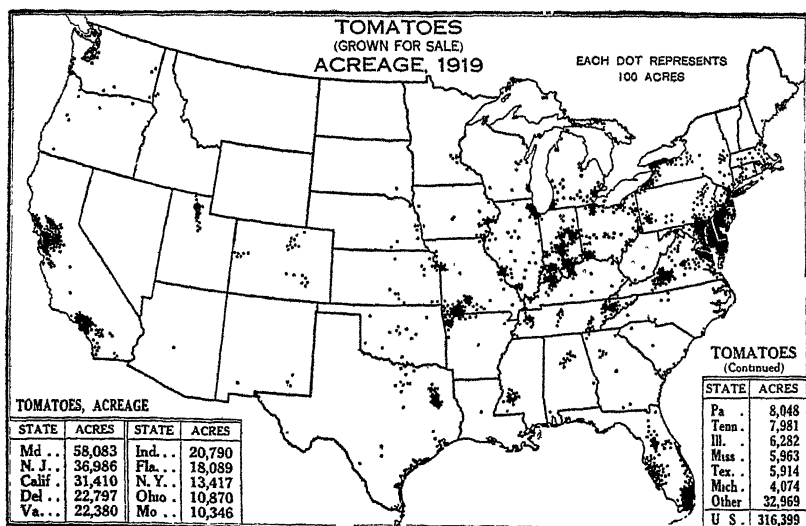 TOMATOES
(GROWN FOR SALE)
ACREAGE, 1919
EACH DOT REPRESENTS
100 ACRES
TOMATOES, ACREAGE
STATE ACRES STATE ACRES
Md .. 58,083 Ind... 20,790
N. J.. 36,986 Fla.... 18,089
Calif . 31,410 N. Y.. 13,417
Del .. 22,797 Ohio . 10,870
Va... 22,380 Mo .. 10,346
TOMATOES
(Continued)
STATE ACRES
Pa . 8,048
Tenn . 7,981
Ill. . 6,282
Miss . 5,963
Tex. . 5,914
Mich . 4,074
Other 32,969
U S . 316,399